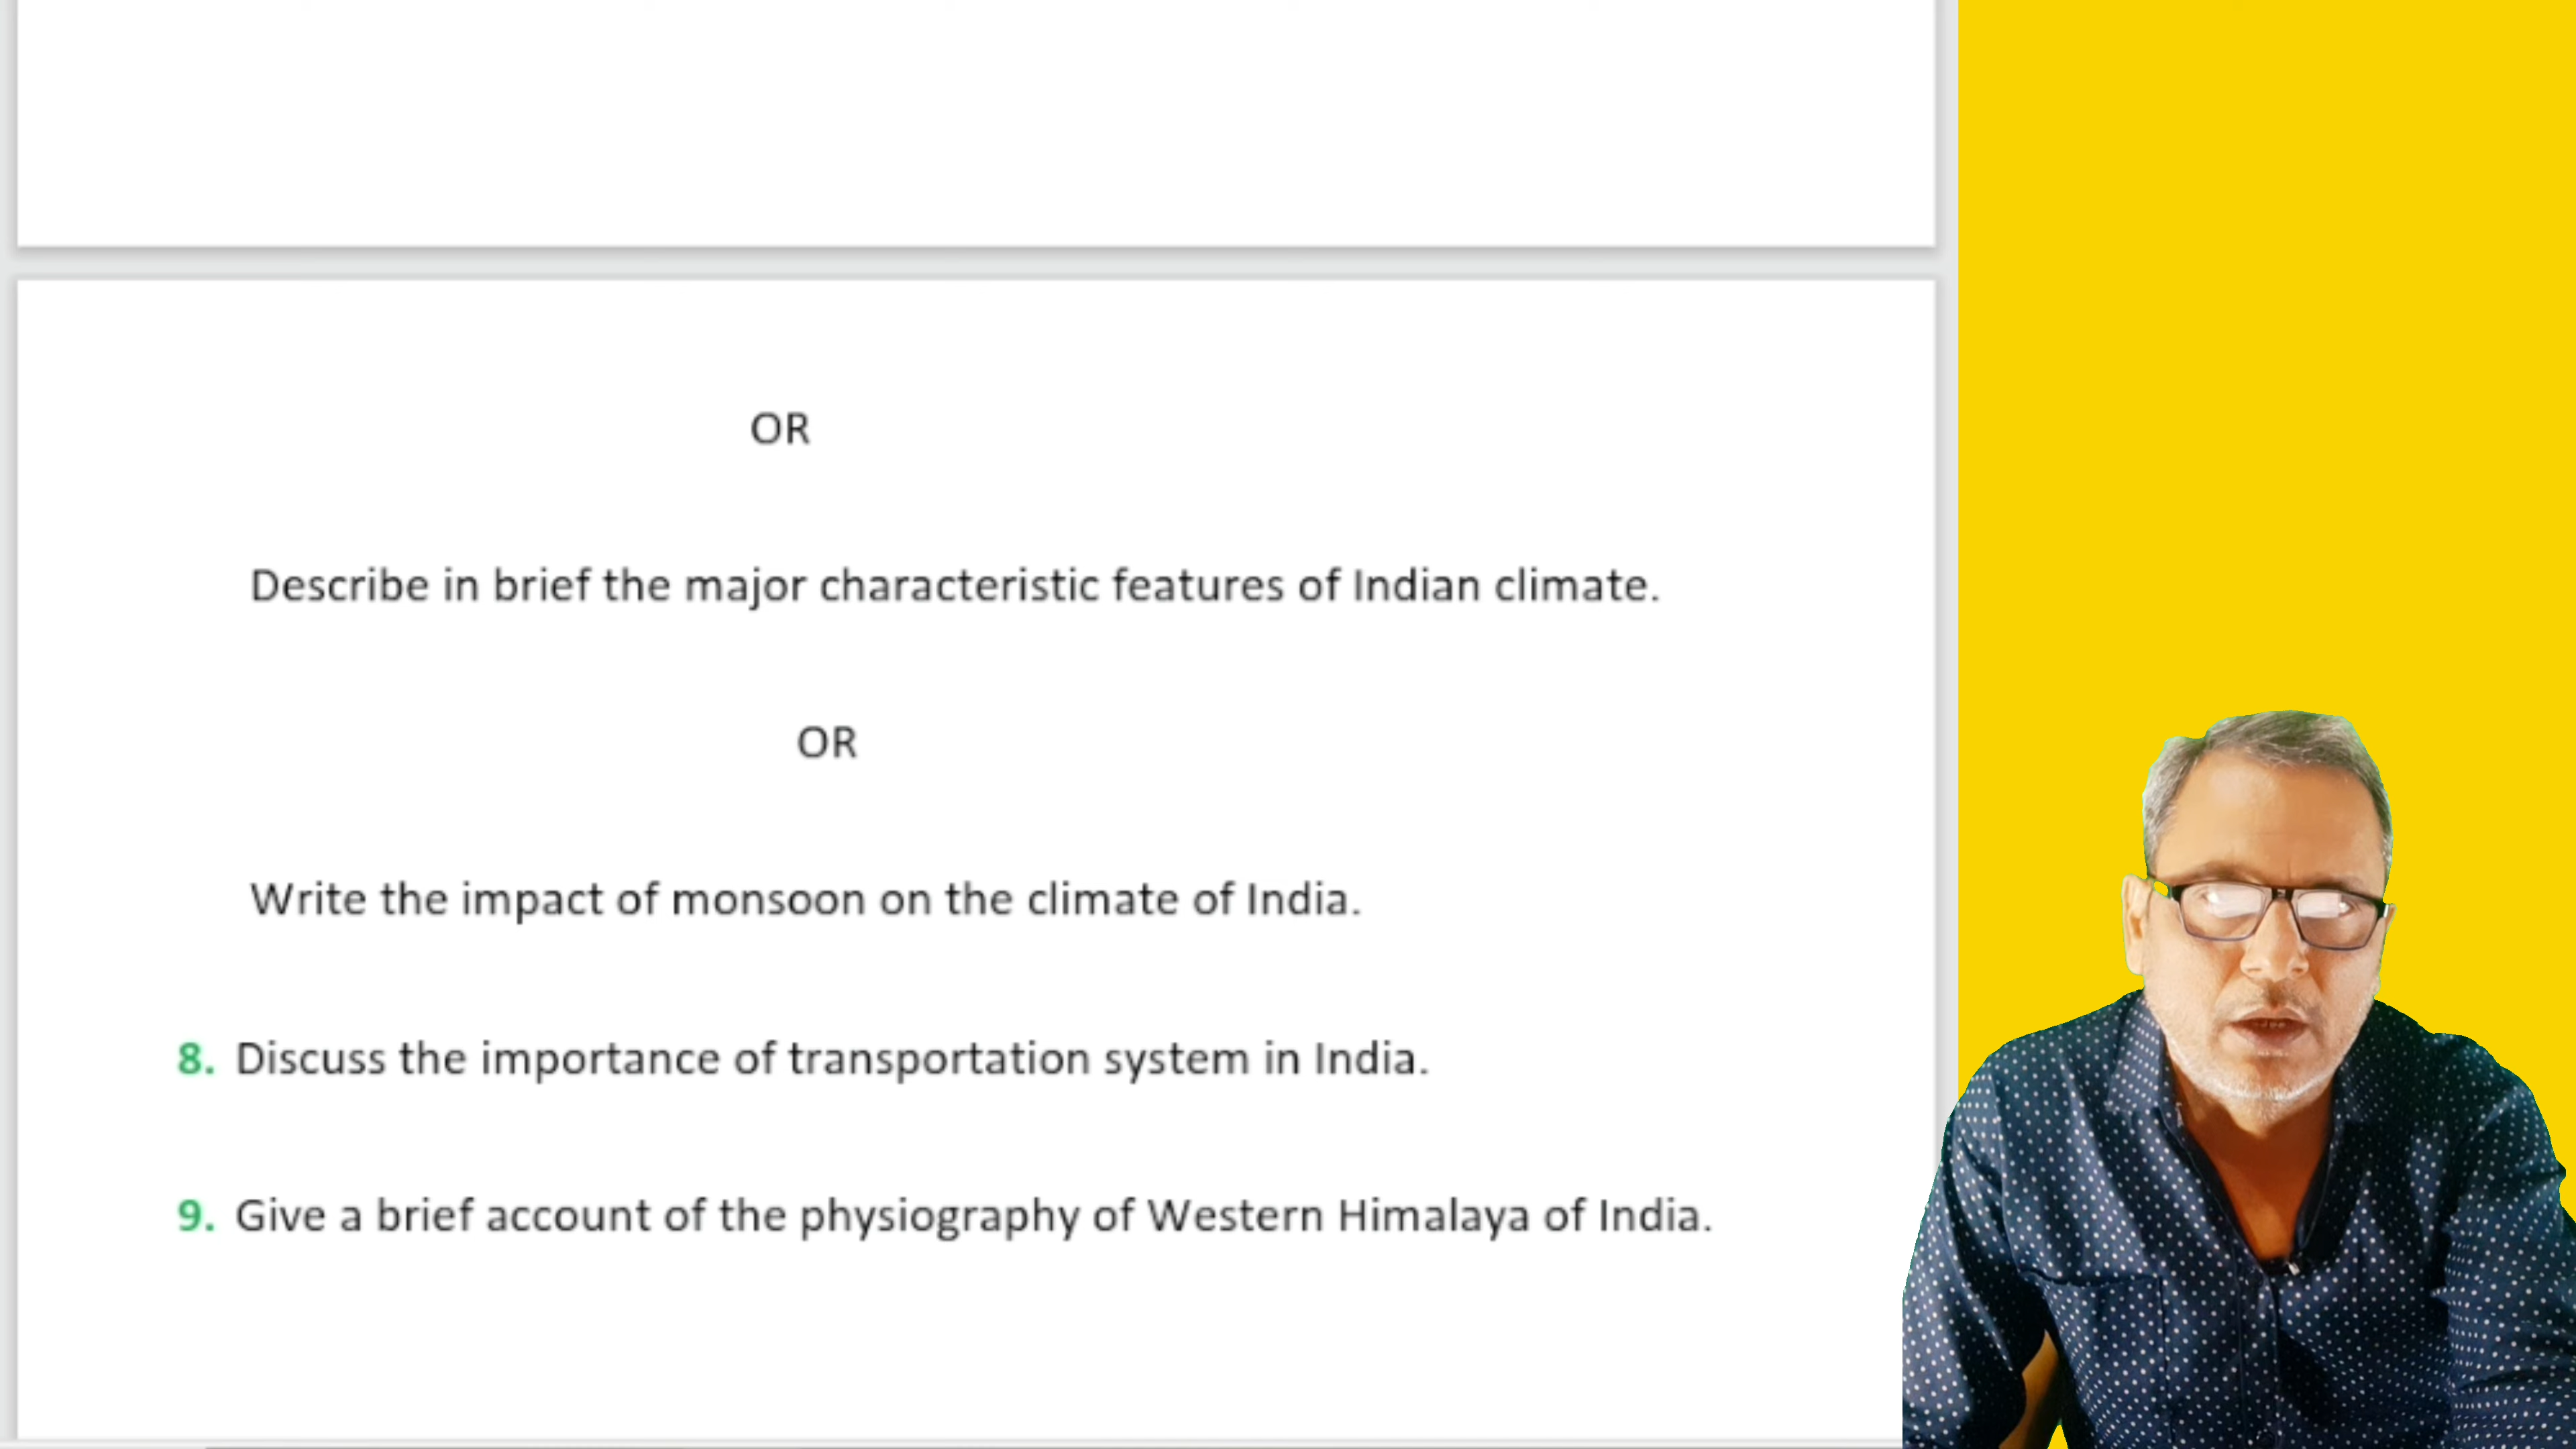 OR
Describe in brief the major characteristic features of Indian climate.
OR
Write the impact of monsoon on the climate of India.
8. Discuss the importance of transportation system in India.
9. Give a brief account of the physiography of Western Himalaya of India.